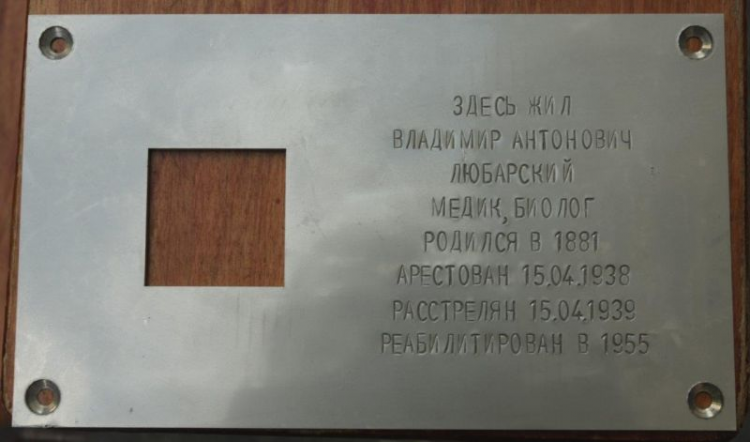 ЗДЕСЬ ЖИЛ
ВЛАДИМИР АНТОНОВИЧ
ЛЮБАРСКИЙ
МЕДИК, БИОЛОГ
РОДИЛСЯ В 1881
АРЕСТОВАН 15.04.1938
РАССТРЕЛЯН 15.04.1939
РЕАБИЛИТИРОВАН В 1955